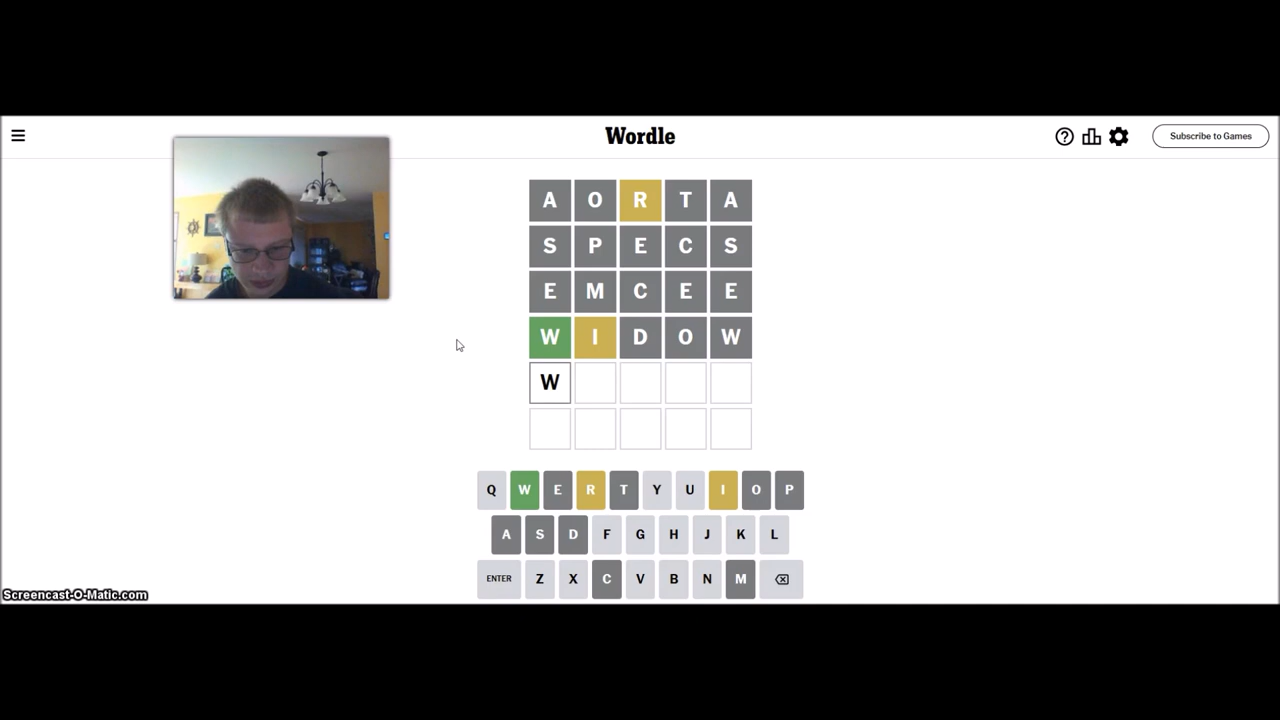 Wordle
Subscribe to Games
A O R T A
S P E C S
E M C E E
W I D O W
W
Q W E R T Y U I O P
A S D F G H J K L
ENTER Z X C V B N M
Screencast-O-Matic.com